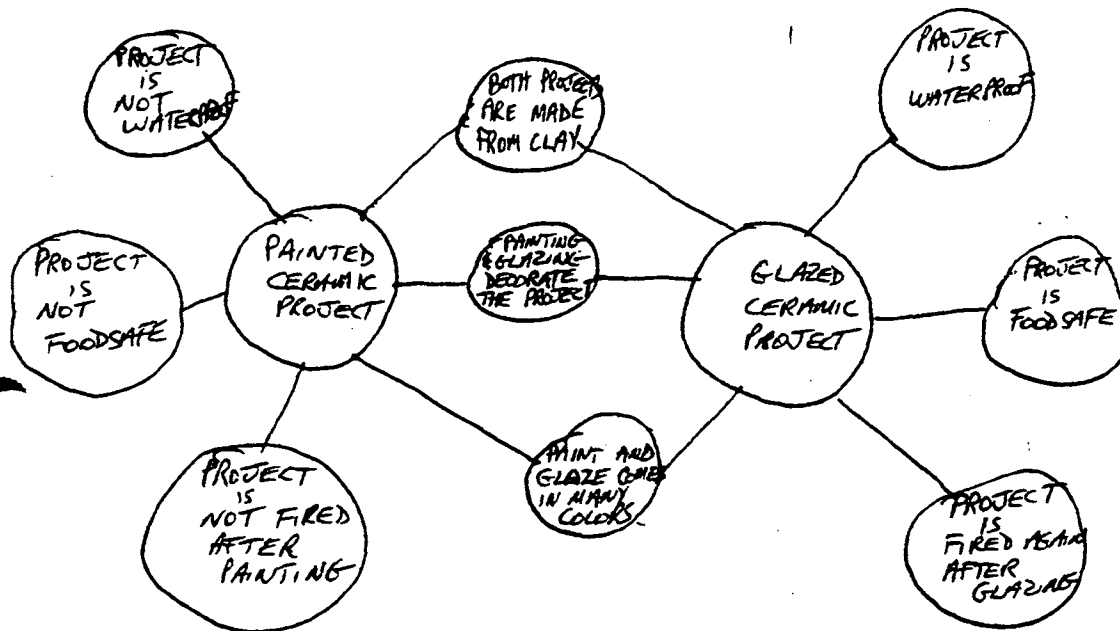 PROJECT
IS
NOT
WATERPROOF
BOTH PROJECTS
ARE MADE
FROM CLAY
PROJECT
IS
WATERPROOF
PROJECT
IS
NOT
FOODSAFE
PAINTED
CERAMIC
PROJECT
PAINTING
& GLAZING
DECORATE
THE PROJECT
GLAZED
CERAMIC
PROJECT
PROJECT
IS
FOODSAFE
PROJECT
IS
NOT FIRED
AFTER
PAINTING
PAINT AND
GLAZE COMES
IN MANY
COLORS
PROJECT
IS
FIRED AGAIN
AFTER
GLAZING